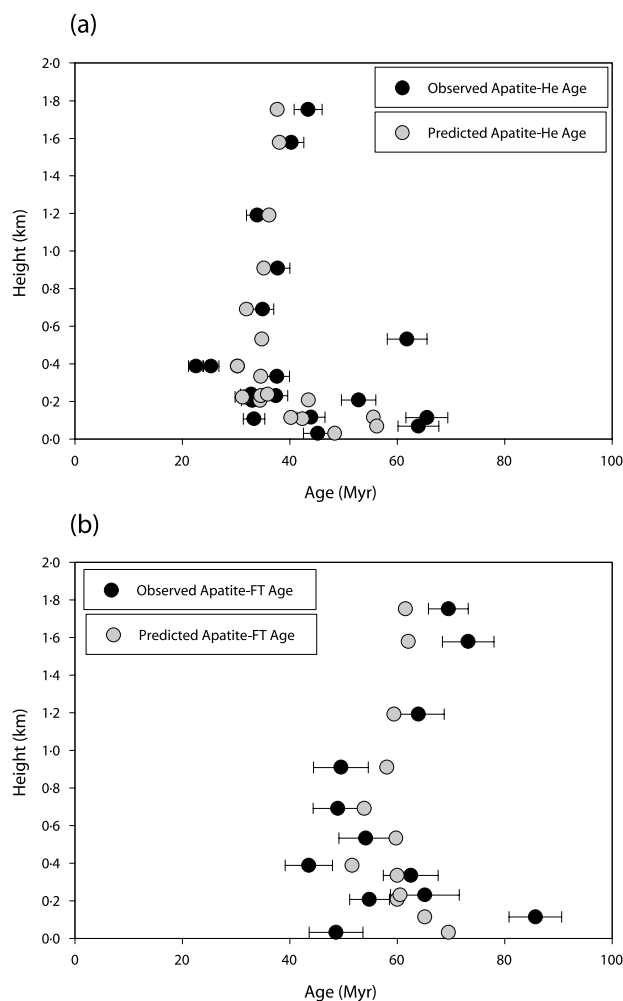 (a)
2·0
1·8
1·6
1·4
1·2
1·0
0·8
0·6
0·4
0·2
0·0
Height (km)
Observed Apatite-He Age
Predicted Apatite-He Age
0 20 40 60 80 100
Age (Myr)
(b)
2·0
1·8
1·6
1·4
1·2
1·0
0·8
0·6
0·4
0·2
0·0
Height (km)
Observed Apatite-FT Age
Predicted Apatite-FT Age
0 20 40 60 80 100
Age (Myr)